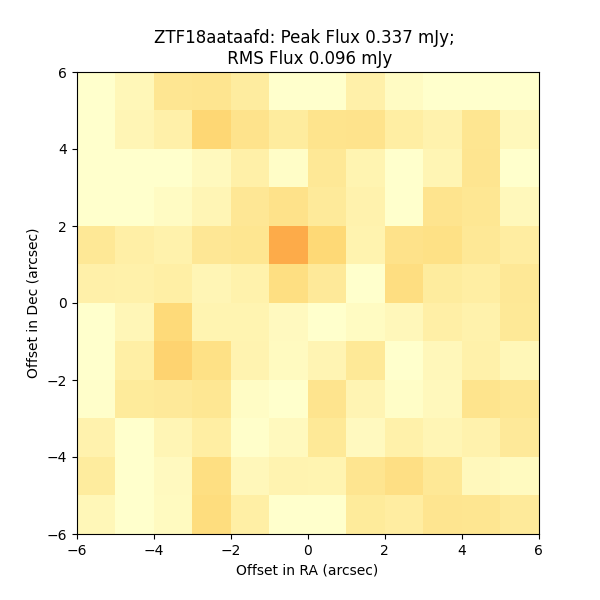 ZTF18aataafd: Peak Flux 0.337 mJy;
RMS Flux 0.096 mJy
6
4
2
0
−2
−4
−6
Offset in Dec (arcsec)
−6 −4 −2 0 2 4 6
Offset in RA (arcsec)